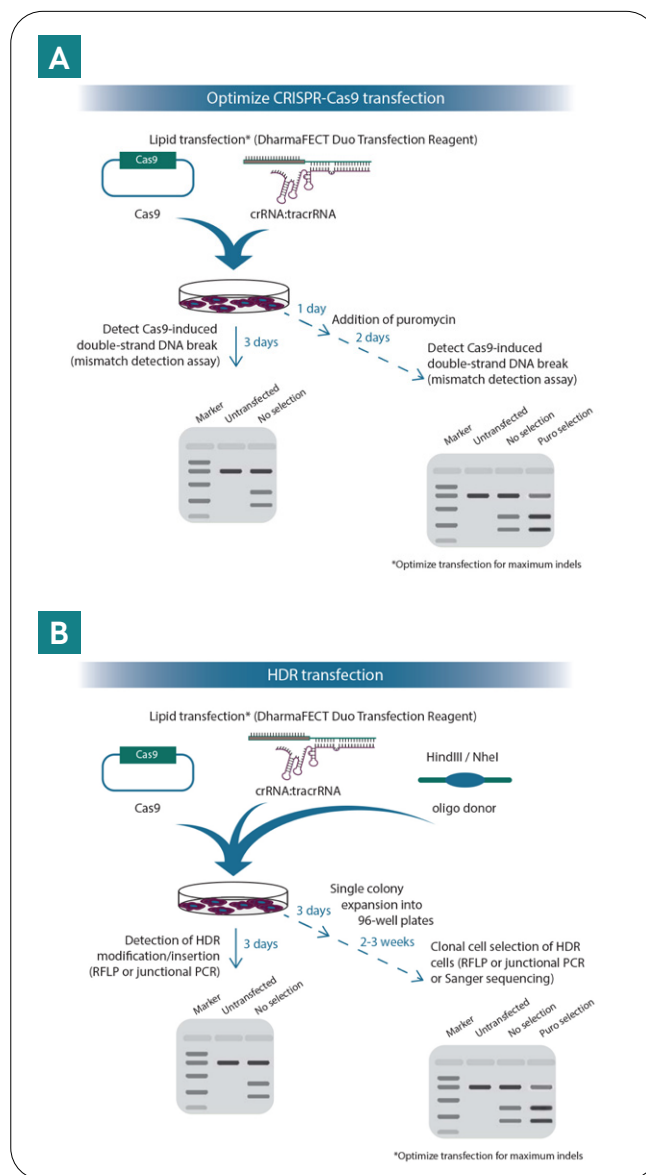 A
Optimize CRISPR-Cas9 transfection
Lipid transfection* (DharmaFECT Duo Transfection Reagent)
Cas9
Cas9
crRNA:tracrRNA
1 day
Addition of puromycin
2 days
Detect Cas9-induced
double-strand DNA break
(mismatch detection assay)
3 days
Detect Cas9-induced
double-strand DNA break
(mismatch detection assay)
Marker
Untransfected
No selection
Marker
Untransfected
No selection
Puro selection
*Optimize transfection for maximum indels
B
HDR transfection
Lipid transfection* (DharmaFECT Duo Transfection Reagent)
Cas9
Cas9
crRNA:tracrRNA
HindIII / NheI
oligo donor
3 days
Single colony
expansion into
96-well plates
2-3 weeks
Detection of HDR
modification/insertion
(RFLP or junctional PCR)
3 days
Clonal cell selection of HDR
cells (RFLP or junctional PCR
or Sanger sequencing)
Marker
Untransfected
No selection
Marker
Untransfected
No selection
Puro selection
*Optimize transfection for maximum indels